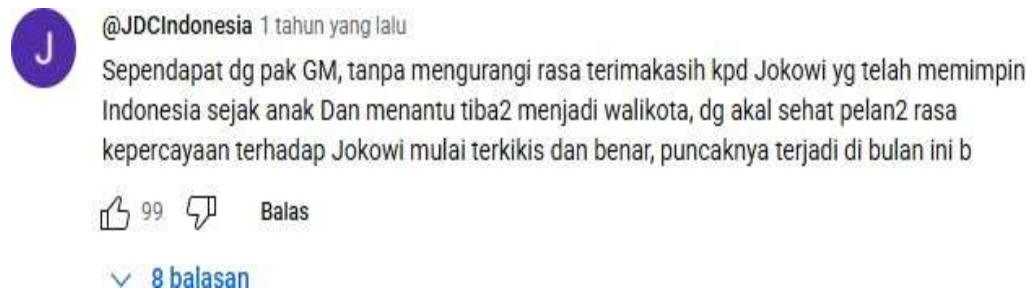 J
@JDCIndonesia 1 tahun yang lalu
Sependapat dg pak GM, tanpa mengurangi rasa terimakasih kpd Jokowi yg telah memimpin
Indonesia sejak anak Dan menantu tiba2 menjadi walikota, dg akal sehat pelan2 rasa
kepercayaan terhadap Jokowi mulai terkikis dan benar, puncaknya terjadi di bulan ini b
99 Balas
8 balasan